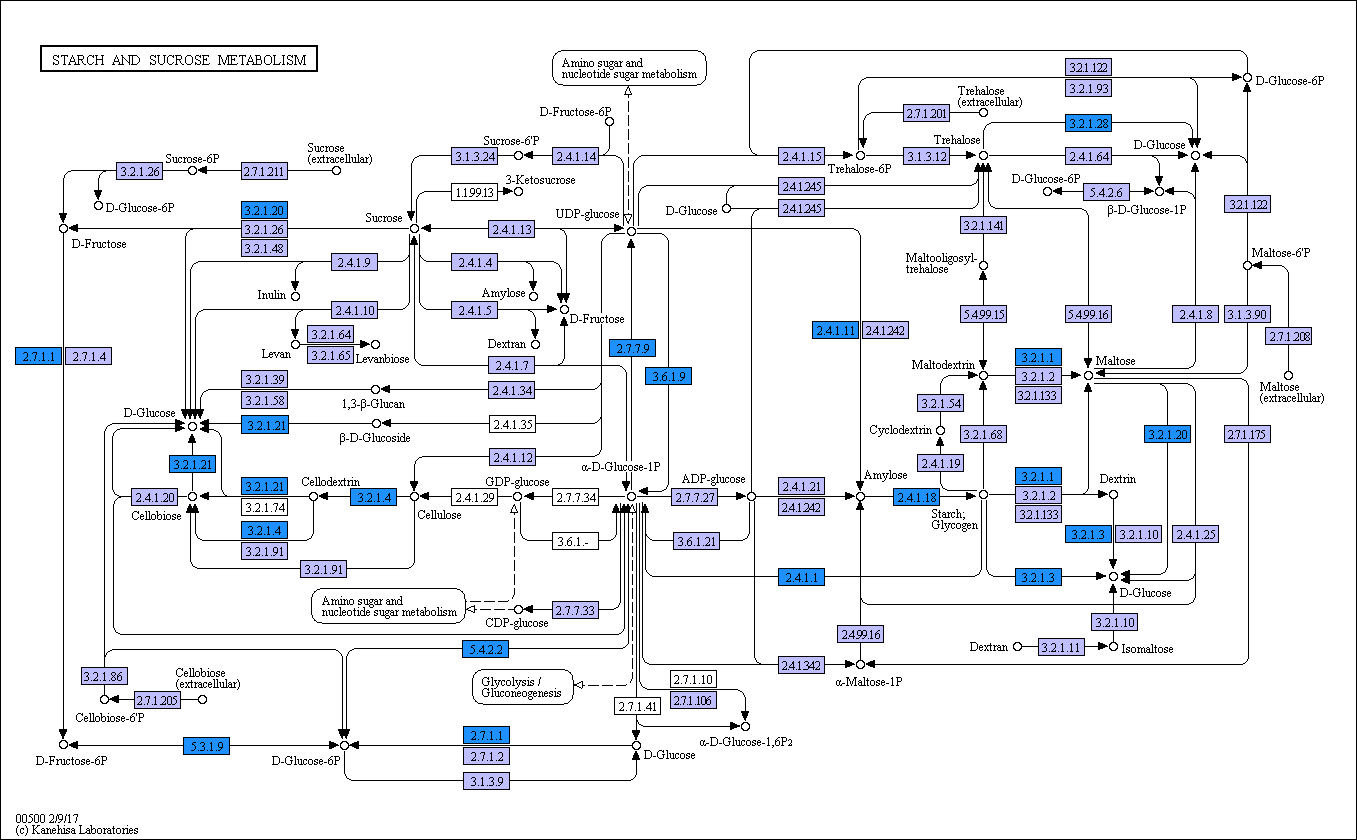 STARCH AND SUCROSE METABOLISM
Amino sugar and
nucleotide sugar metabolism
3.2.1.122
D-Glucose-6P
3.2.1.93
Trehalose
(extracellular)
2.7.1.201
D-Fructose-6P
3.2.1.28
Sucrose-6'P
Trehalose
D-Glucose
Sucrose
(extracellular)
3.1.3.24
2.4.1.14
2.4.1.15
3.1.3.12
2.4.1.64
Sucrose-6P
Trehalose-6P
3.2.1.26
2.7.1.211
3-Ketosucrose
1.1.99.13
2.4.1.245
D-Glucose-6P
5.4.2.6
D-Glucose-6P
3.2.1.20
D-Glucose
2.4.1.245
β-D-Glucose-1P
3.2.1.122
Sucrose
UDP-glucose
3.2.1.26
2.4.1.13
3.2.1.141
D-Fructose
3.2.1.48
Maltose-6'P
2.4.1.9
2.4.1.4
Maltooligosyl-
trehalose
Inulin
Amylose
2.4.1.10
2.4.1.5
D-Fructose
5.4.99.15
5.4.99.16
2.4.1.8
3.1.3.90
3.2.1.64
2.4.1.11
2.4.1.242
2.7.1.208
Levan
3.2.1.65
Levanbiose
Dextran
2.7.7.9
2.7.1.1
2.7.1.4
3.2.1.1
2.4.1.7
3.6.1.9
Maltodextrin
3.2.1.2
Maltose
3.2.1.39
3.2.1.133
Maltose
(extracellular)
3.2.1.58
1,3-β-Glucan
2.4.1.34
3.2.1.54
D-Glucose
3.2.1.21
2.4.1.35
Cyclodextrin
3.2.1.68
3.2.1.20
2.7.1.175
β-D-Glucoside
2.4.1.12
3.2.1.21
α-D-Glucose-1P
2.4.1.19
Cellodextrin
GDP-glucose
ADP-glucose
Amylose
3.2.1.1
Dextrin
3.2.1.21
2.4.1.21
2.4.1.20
3.2.1.4
2.4.1.29
2.7.7.34
2.7.7.27
2.4.1.18
3.2.1.2
3.2.1.74
2.4.1.242
3.2.1.133
Cellobiose
Cellulose
Starch;
Glycogen
3.2.1.4
3.2.1.3
3.2.1.10
2.4.1.25
3.2.1.91
3.6.1.-
3.6.1.21
3.2.1.91
2.4.1.1
3.2.1.3
D-Glucose
Amino sugar and
nucleotide sugar metabolism
2.7.7.33
CDP-glucose
3.2.1.10
2.4.99.16
5.4.2.2
Dextran
3.2.1.11
Isomaltose
2.4.1.342
3.2.1.86
Cellobiose
(extracellular)
α-Maltose-1P
Glycolysis /
Gluconeogenesis
2.7.1.10
2.7.1.205
2.7.1.106
Cellobiose-6'P
2.7.1.41
2.7.1.1
α-D-Glucose-1,6P2
5.3.1.9
D-Fructose-6P
D-Glucose-6P
2.7.1.2
D-Glucose
3.1.3.9
00500 2/9/17
(c) Kanehisa Laboratories